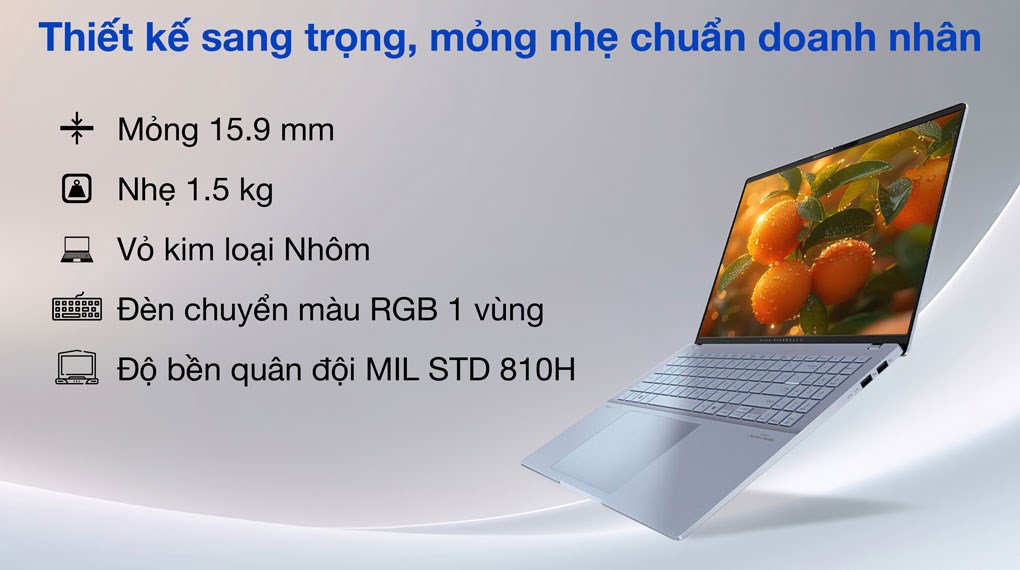 Thiết kế sang trọng, mỏng nhẹ chuẩn doanh nhân
Mỏng 15.9 mm
Nhẹ 1.5 kg
Vỏ kim loại Nhôm
Đèn chuyển màu RGB 1 vùng
Độ bền quân đội MIL STD 810H